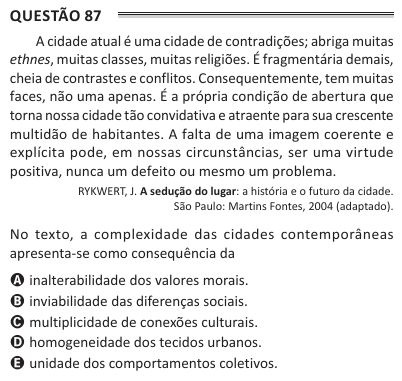 QUESTÃO 87
A cidade atual é uma cidade de contradições; abriga muitas
ethnes, muitas classes, muitas religiões. É fragmentária demais,
cheia de contrastes e conflitos. Consequentemente, tem muitas
faces, não uma apenas. É a própria condição de abertura que
torna nossa cidade tão convidativa e atraente para sua crescente
multidão de habitantes. A falta de uma imagem coerente e
explícita pode, em nossas circunstâncias, ser uma virtude
positiva, nunca um defeito ou mesmo um problema.
RYKWERT, J. A sedução do lugar: a história e o futuro da cidade.
São Paulo: Martins Fontes, 2004 (adaptado).
No texto, a complexidade das cidades contemporâneas
apresenta-se como consequência da
A inalterabilidade dos valores morais.
B inviabilidade das diferenças sociais.
C multiplicidade de conexões culturais.
D homogeneidade dos tecidos urbanos.
E unidade dos comportamentos coletivos.